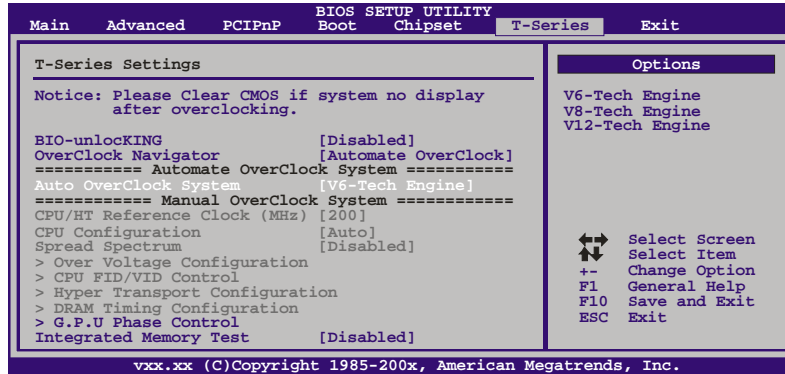 BIOS SETUP UTILITY
Main Advanced PCIPnP Boot Chipset T-Series Exit
T-Series Settings
Notice: Please Clear CMOS if system no display
after overclocking.
BIO-unlocKING [Disabled]
OverClock Navigator [Automate OverClock]
=========== Automate OverClock System ===========
Auto OverClock System [V6-Tech Engine]
============ Manual OverClock System ============
CPU/HT Reference Clock (MHz) [200]
CPU Configuration [Auto]
Spread Spectrum [Disabled]
> Over Voltage Configuration
> CPU FID/VID Control
> Hyper Transport Configuration
> DRAM Timing Configuration
> G.P.U Phase Control
Integrated Memory Test [Disabled]
Options
V6-Tech Engine
V8-Tech Engine
V12-Tech Engine
Select Screen
Select Item
+- Change Option
F1 General Help
F10 Save and Exit
ESC Exit
vxx.xx (C)Copyright 1985-200x, American Megatrends, Inc.